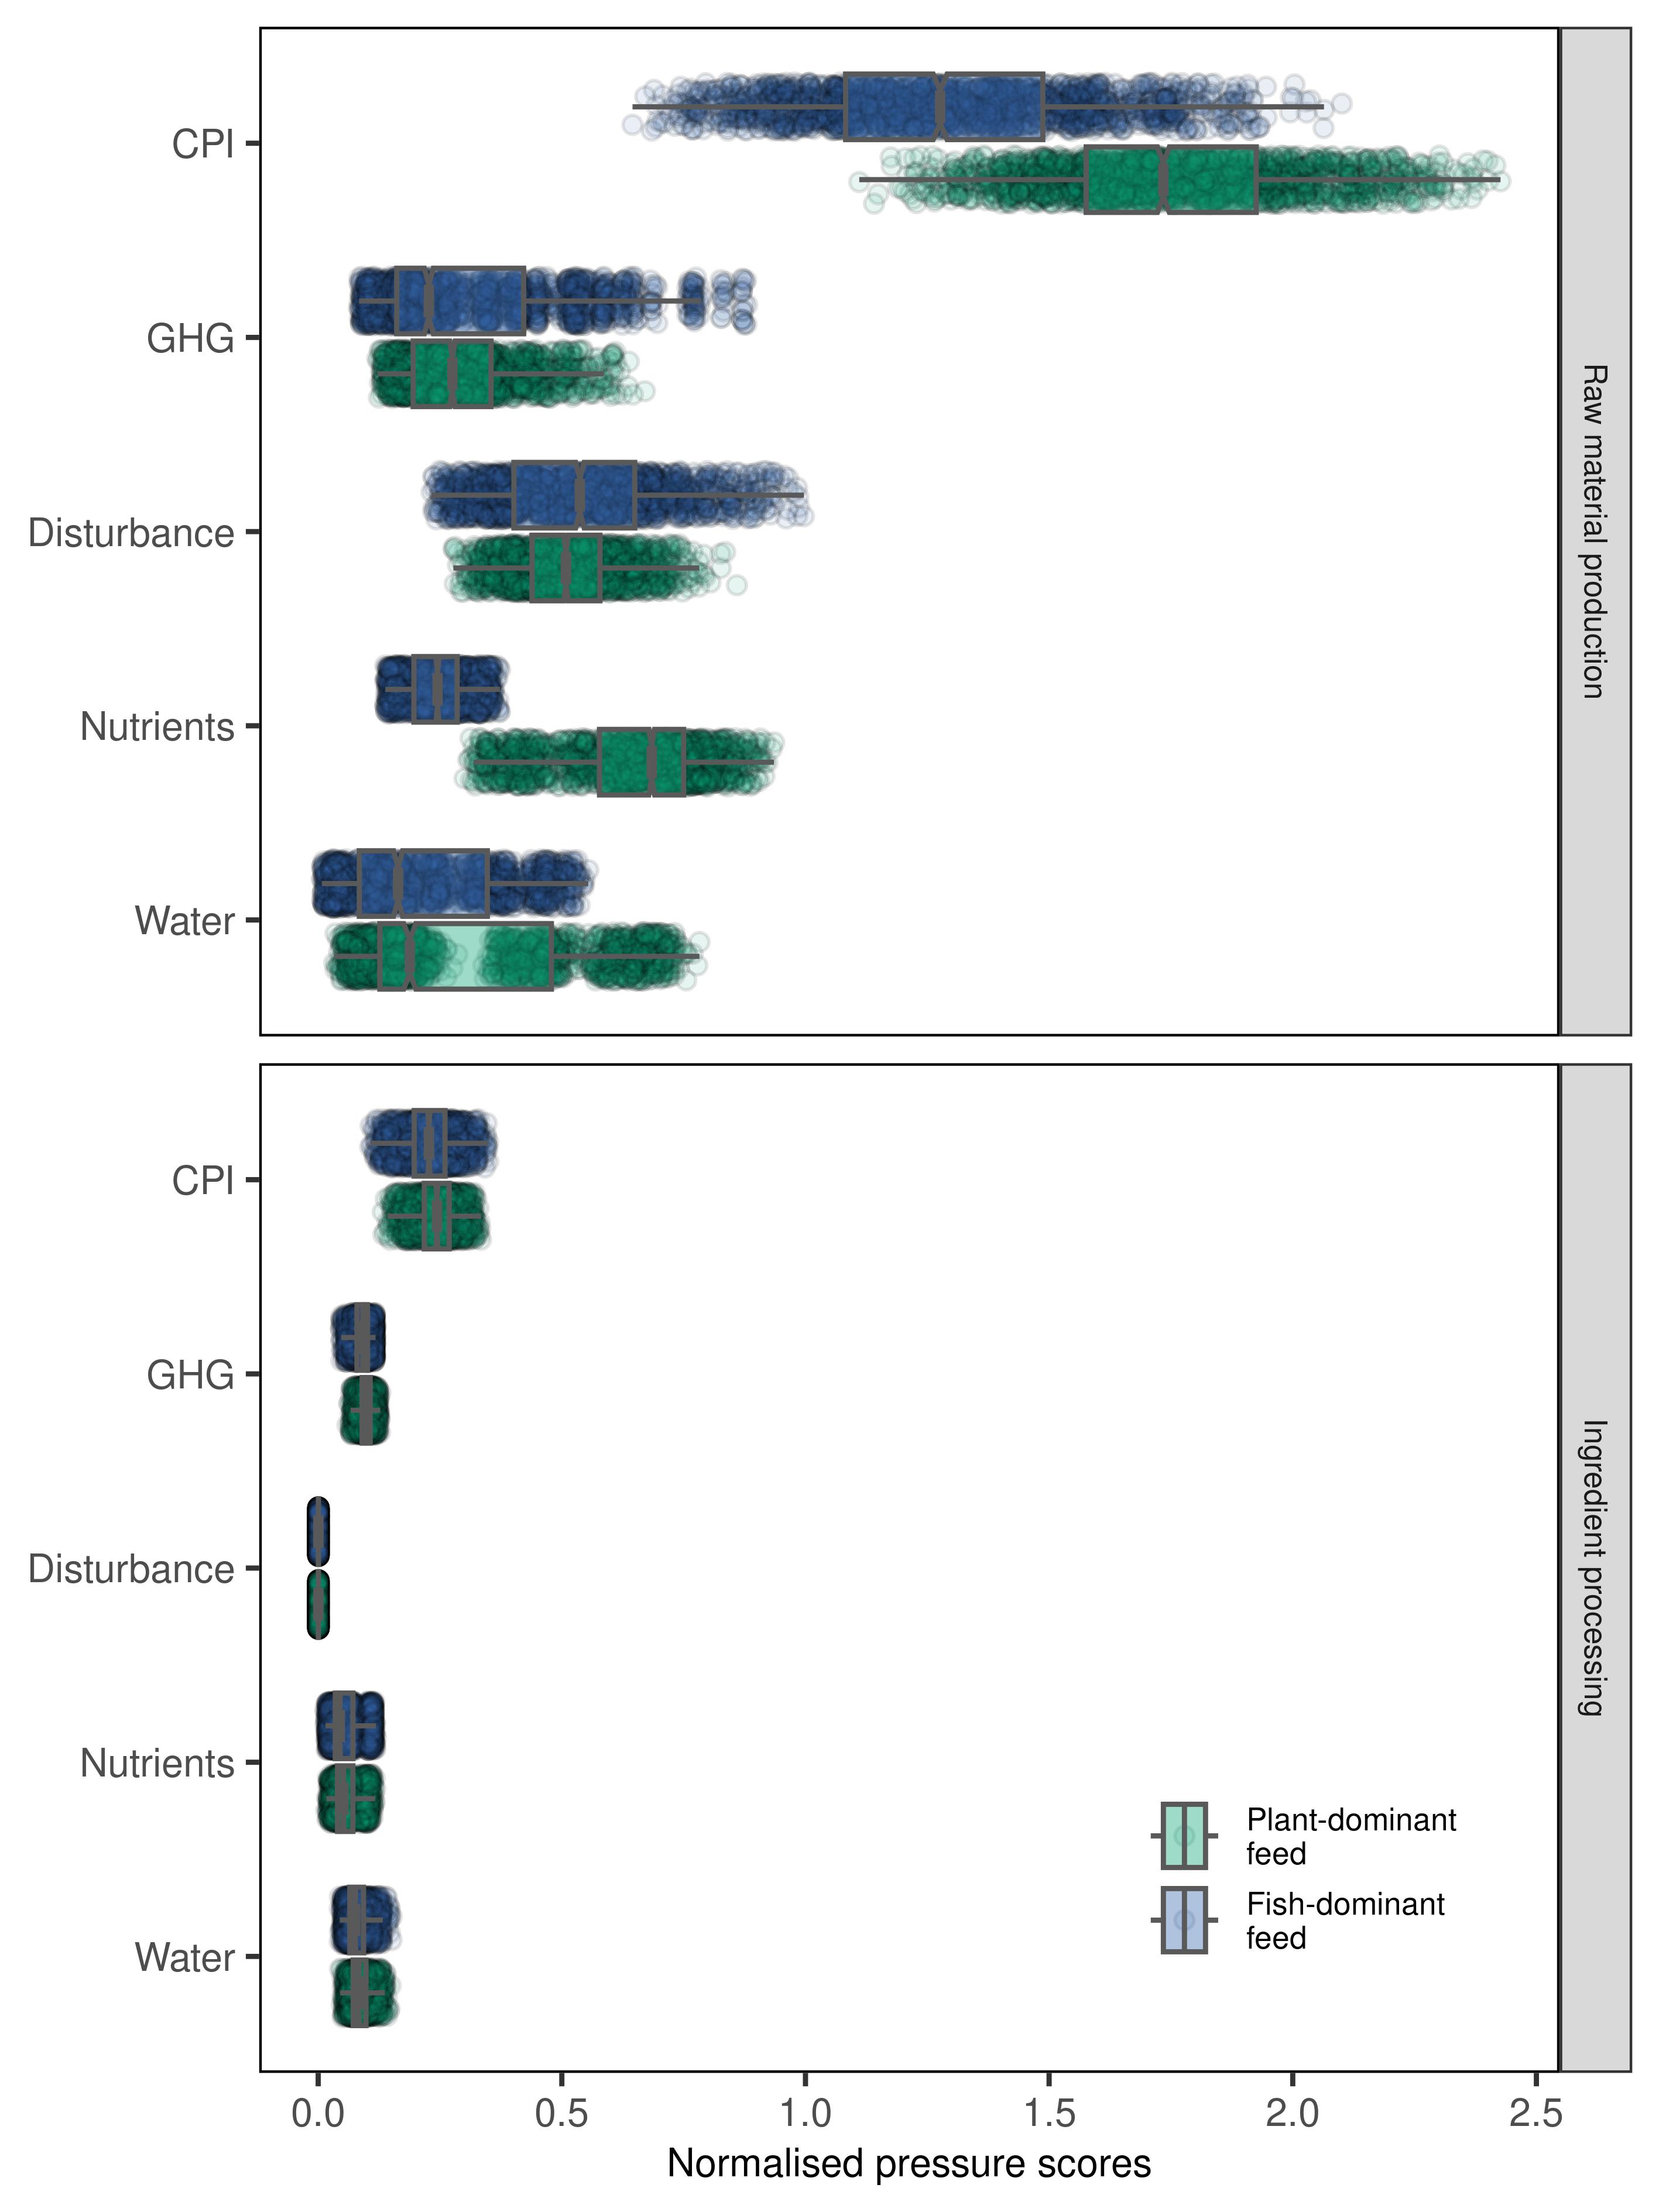 CPI
GHG
Disturbance
Nutrients
Water
Raw material production
CPI
GHG
Disturbance
Nutrients
Water
Ingredient processing
Plant-dominant
feed
Fish-dominant
feed
0.0 0.5 1.0 1.5 2.0 2.5
Normalised pressure scores